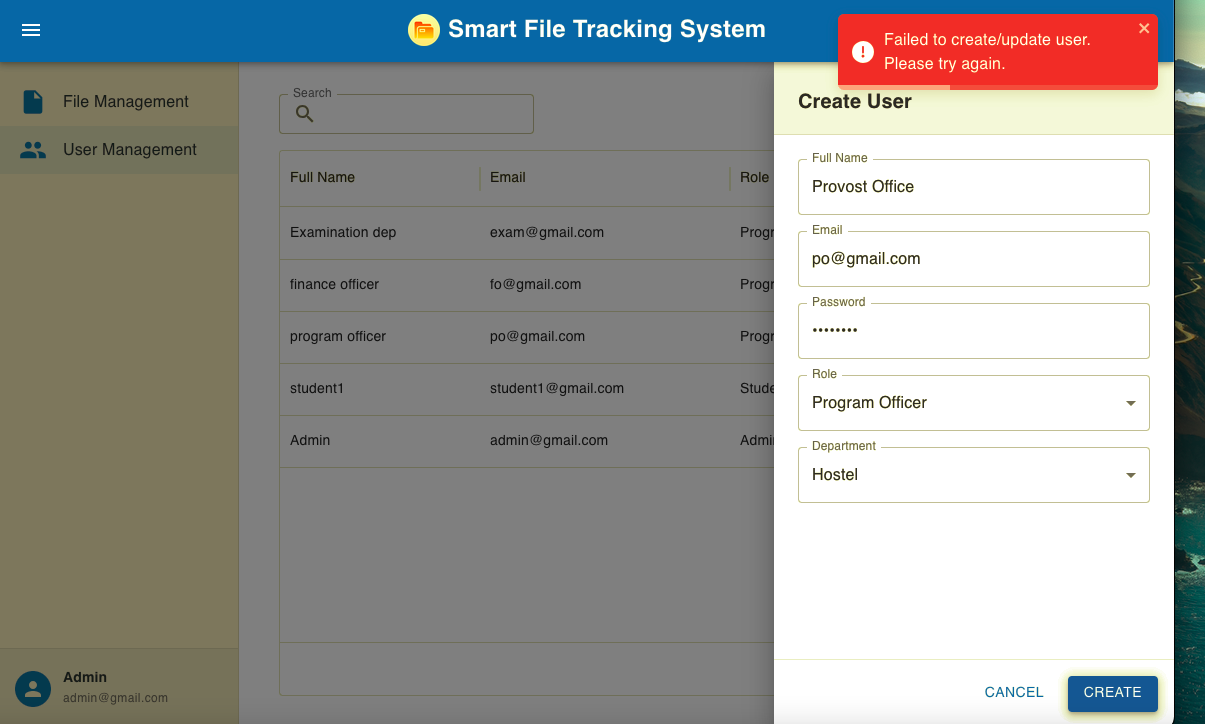 Smart File Tracking System
Failed to create/update user.
Please try again.
File Management
User Management
Admin
admin@gmail.com
Search
Full Name Email Role
Examination dep exam@gmail.com Progr
finance officer fo@gmail.com Progr
program officer po@gmail.com Progr
student1 student1@gmail.com Stude
Admin admin@gmail.com Admi
Create User
Full Name
Provost Office
Email
po@gmail.com
Password
••••••••
Role
Program Officer
Department
Hostel
CANCEL CREATE